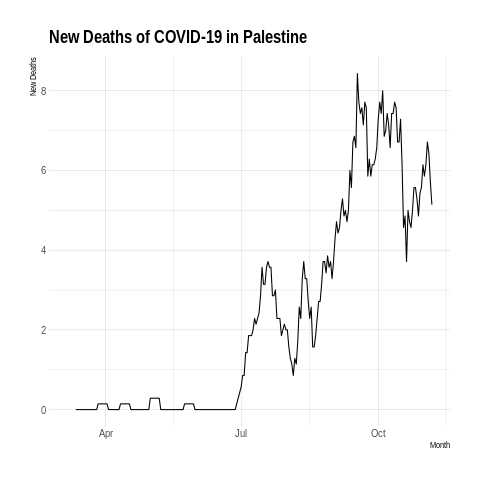 New Deaths of COVID-19 in Palestine
New Deaths
8
6
4
2
0
Apr
Jul
Oct
Month